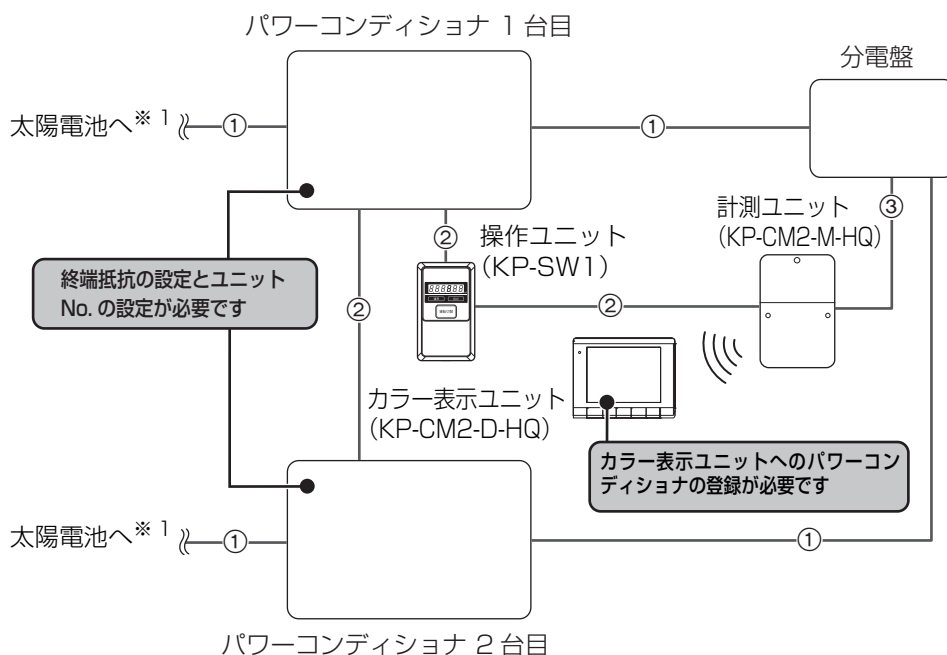 パワーコンディショナ 1 台目
分電盤
太陽電池へ※ 1
①
①
③
計測ユニット
(KP-CM2-M-HQ)
②
操作ユニット
(KP-SW1)
終端抵抗の設定とユニット
No. の設定が必要です
②
②
カラー表示ユニット
(KP-CM2-D-HQ)
カラー表示ユニットへのパワーコン
ディショナの登録が必要です
太陽電池へ※ 1
①
①
パワーコンディショナ 2 台目